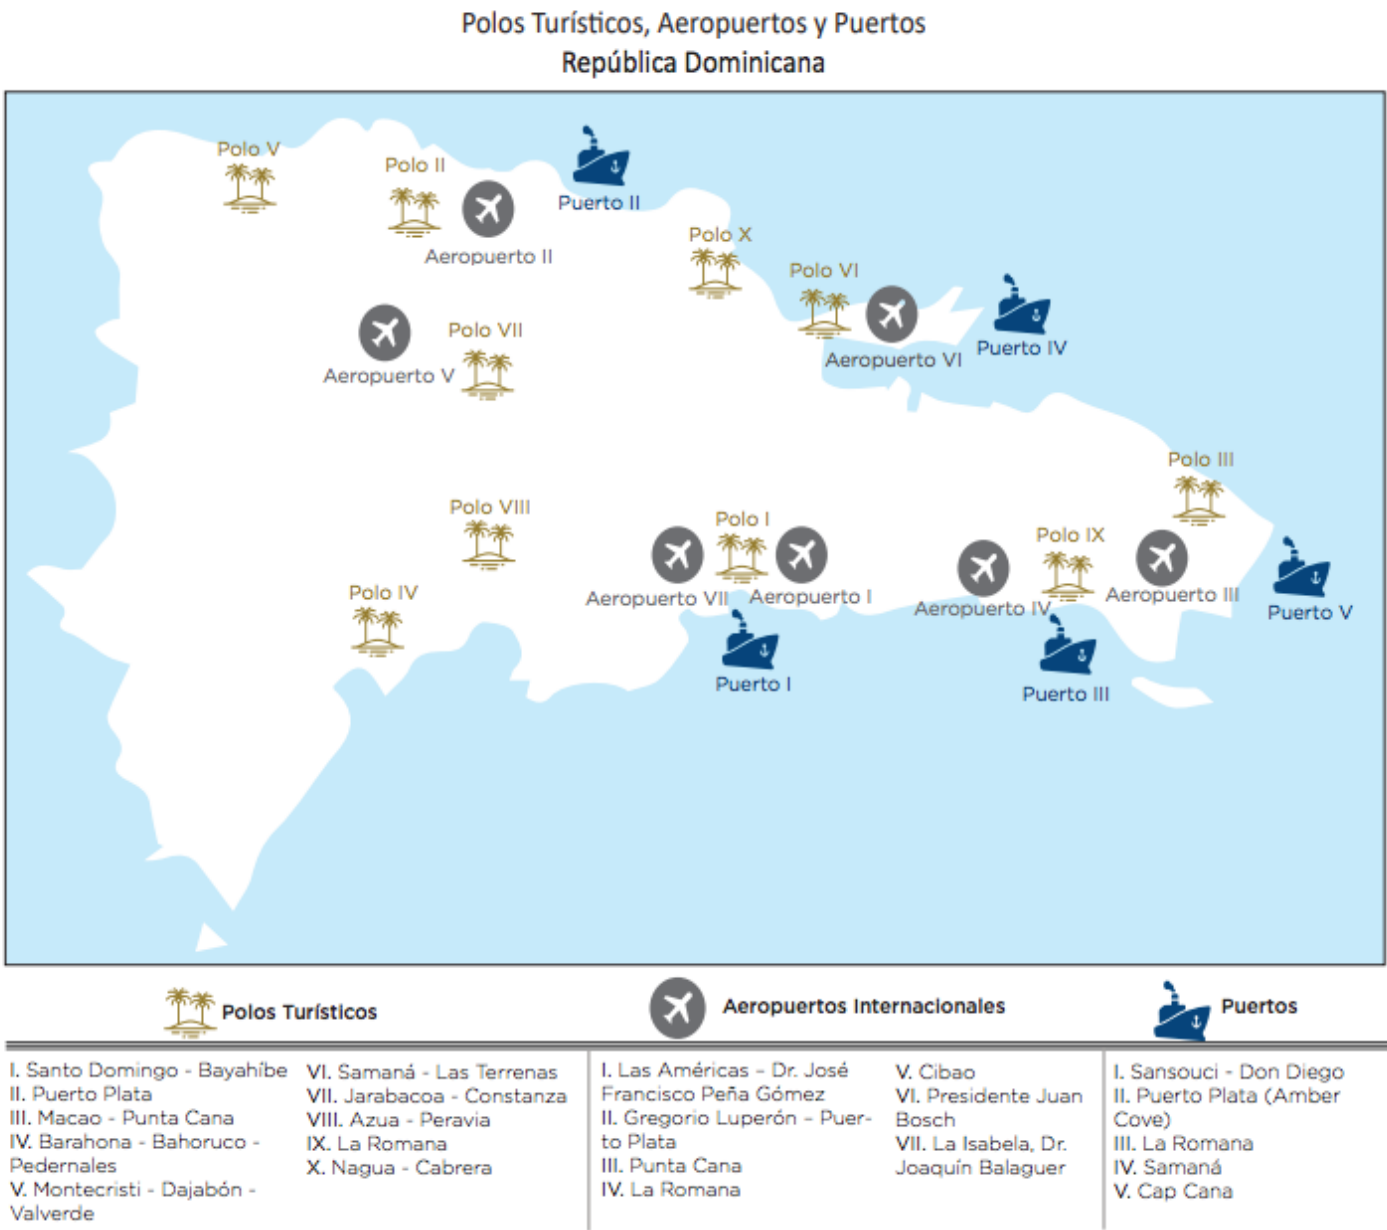 Polos Turísticos, Aeropuertos y Puertos
República Dominicana
Polo V
Polo II
Puerto II
Aeropuerto II
Polo X
Polo VI
Puerto IV
Aeropuerto VI
Polo VII
Aeropuerto V
Polo III
Polo VIII
Polo I
Polo IX
Aeropuerto VII
Aeropuerto I
Aeropuerto IV
Aeropuerto III
Puerto V
Polo IV
Puerto I
Puerto III
Polos Turísticos
I. Santo Domingo - Bayahíbe
II. Puerto Plata
III. Macao - Punta Cana
IV. Barahona - Bahoruco -
Pedernales
V. Montecristi - Dajabón -
Valverde
VI. Samaná - Las Terrenas
VII. Jarabacoa - Constanza
VIII. Azua - Peravia
IX. La Romana
X. Nagua - Cabrera
Aeropuertos Internacionales
I. Las Américas – Dr. José
Francisco Peña Gómez
II. Gregorio Luperón – Puer-
to Plata
III. Punta Cana
IV. La Romana
V. Cibao
VI. Presidente Juan
Bosch
VII. La Isabela, Dr.
Joaquín Balaguer
Puertos
I. Sansouci - Don Diego
II. Puerto Plata (Amber
Cove)
III. La Romana
IV. Samaná
V. Cap Cana